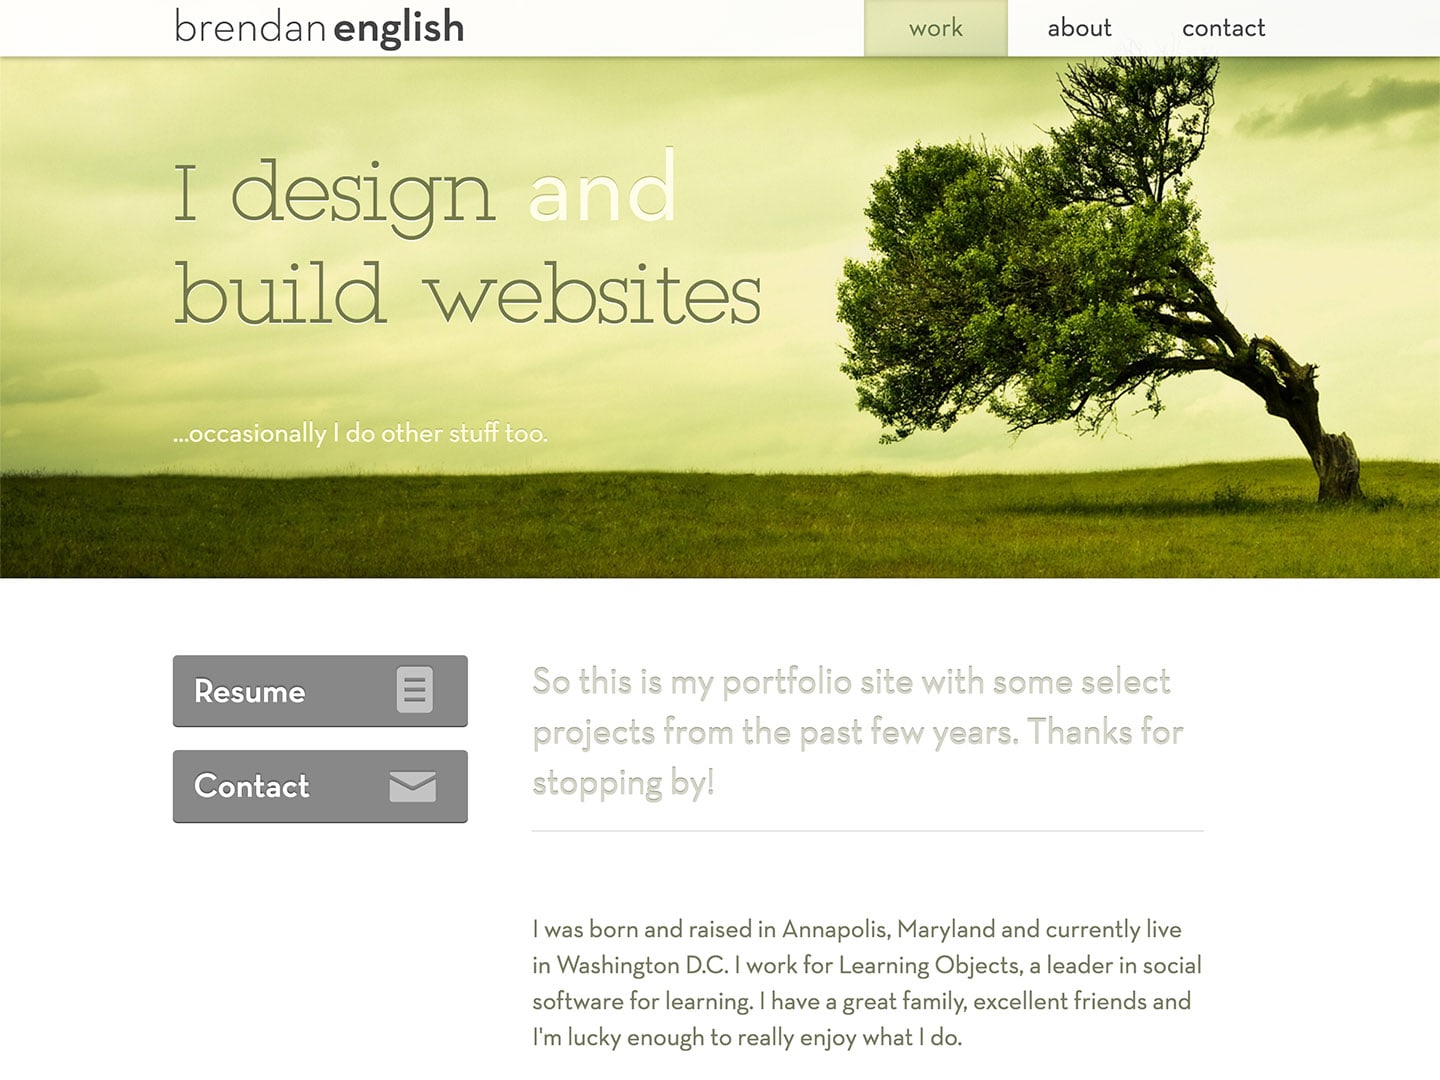 brendan english
work
about
contact
I design and
build websites
...occasionally I do other stuff too.
Resume
Contact
So this is my portfolio site with some select
projects from the past few years. Thanks for
stopping by!
I was born and raised in Annapolis, Maryland and currently live
in Washington D.C. I work for Learning Objects, a leader in social
software for learning. I have a great family, excellent friends and
I'm lucky enough to really enjoy what I do.